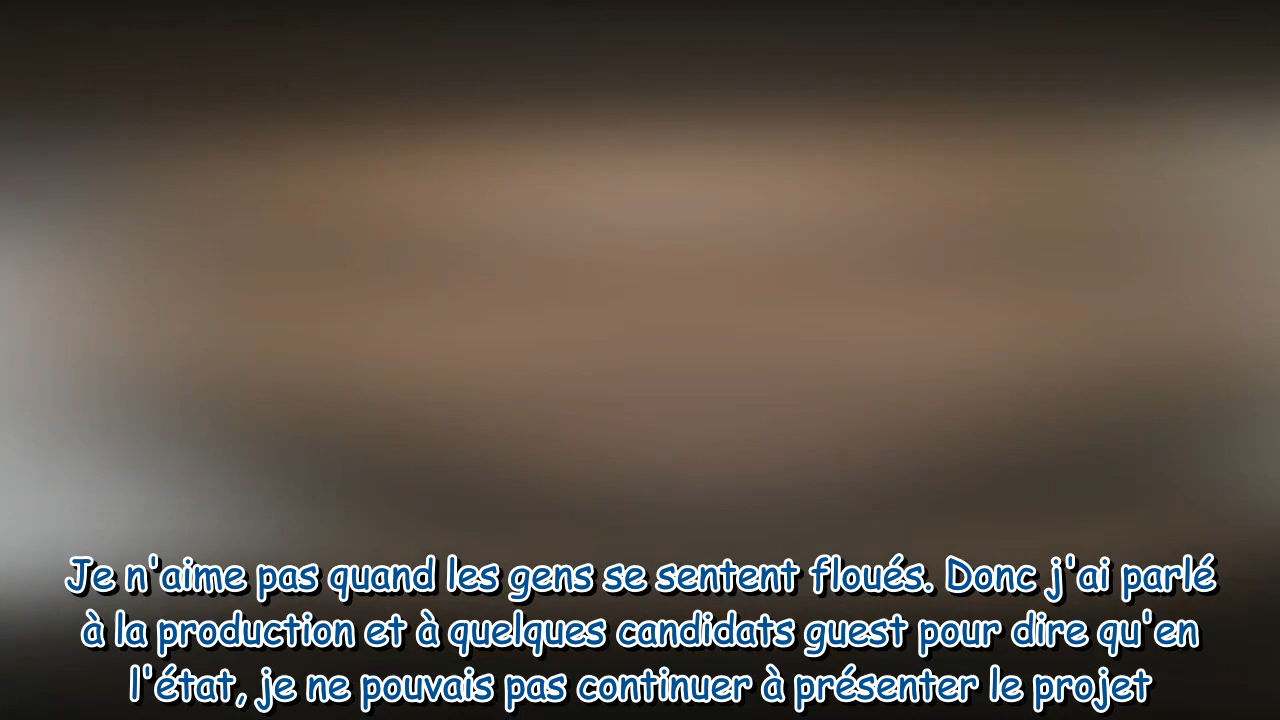 Je n'aime pas quand les gens se sentent floués. Donc j'ai parlé
à la production et à quelques candidats guest pour dire qu'en
l'état, je ne pouvais pas continuer à présenter le projet